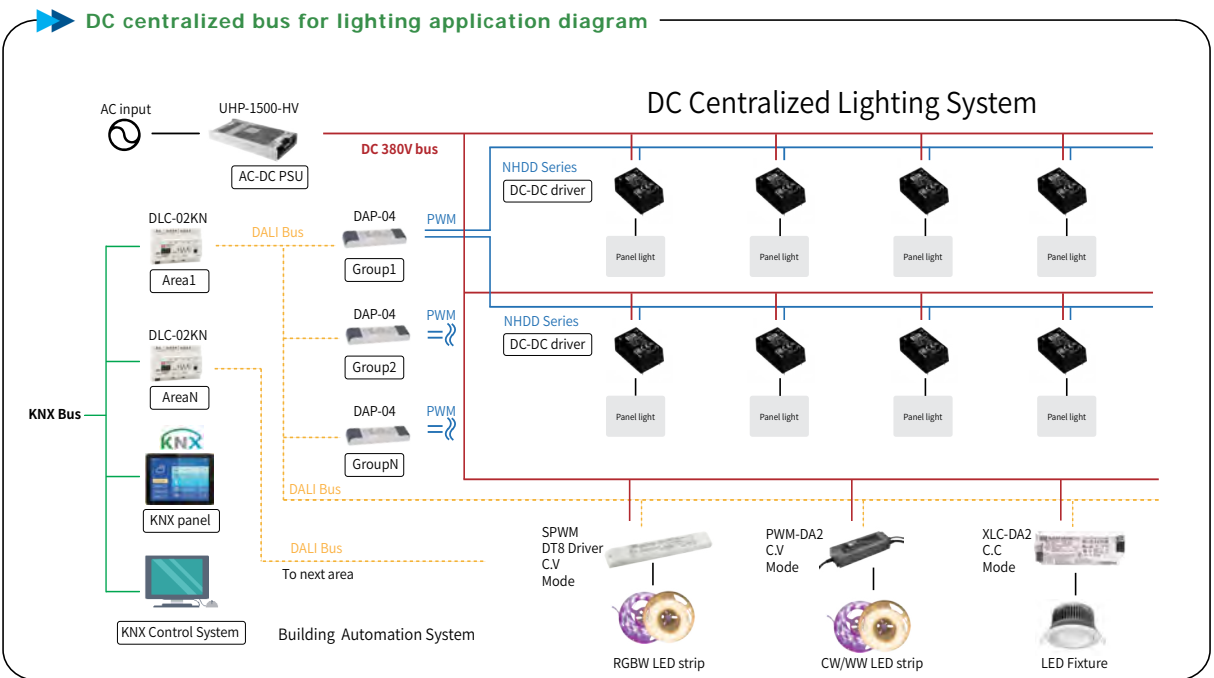 DC centralized bus for lighting application diagram
DC Centralized Lighting System
AC input
UHP-1500-HV
AC-DC PSU
DC 380V bus
NHDD Series
DC-DC driver
Panel light
Panel light
Panel light
Panel light
DLC-02KN
Area1
DALI Bus
DAP-04
PWM
Group1
NHDD Series
DC-DC driver
Panel light
Panel light
Panel light
Panel light
DAP-04
PWM
Group2
DLC-02KN
AreaN
DAP-04
PWM
GroupN
KNX Bus
KNX
KNX panel
DALI Bus
DALI Bus
To next area
KNX Control System
Building Automation System
SPWM
DT8 Driver
C.V
Mode
RGBW LED strip
PWM-DA2
C.V
Mode
CW/WW LED strip
XLC-DA2
C.C
Mode
LED Fixture